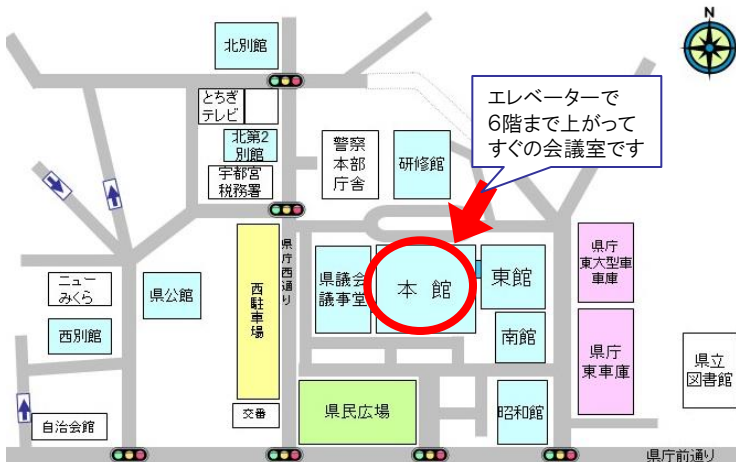 N
北別館
とちぎ
テレビ
北第2
別館
宇都宮
税務署
警察
本部
庁舎
研修館
エレベーターで
6階まで上がって
すぐの会議室です
県庁西通り
西駐車場
県議会
議事堂
本 館
東館
南館
県庁
東大型車
車庫
県庁
東車庫
県立
図書館
ニュー
みくら
県公館
西別館
自治会館
交番
県民広場
昭和館
県庁前通り